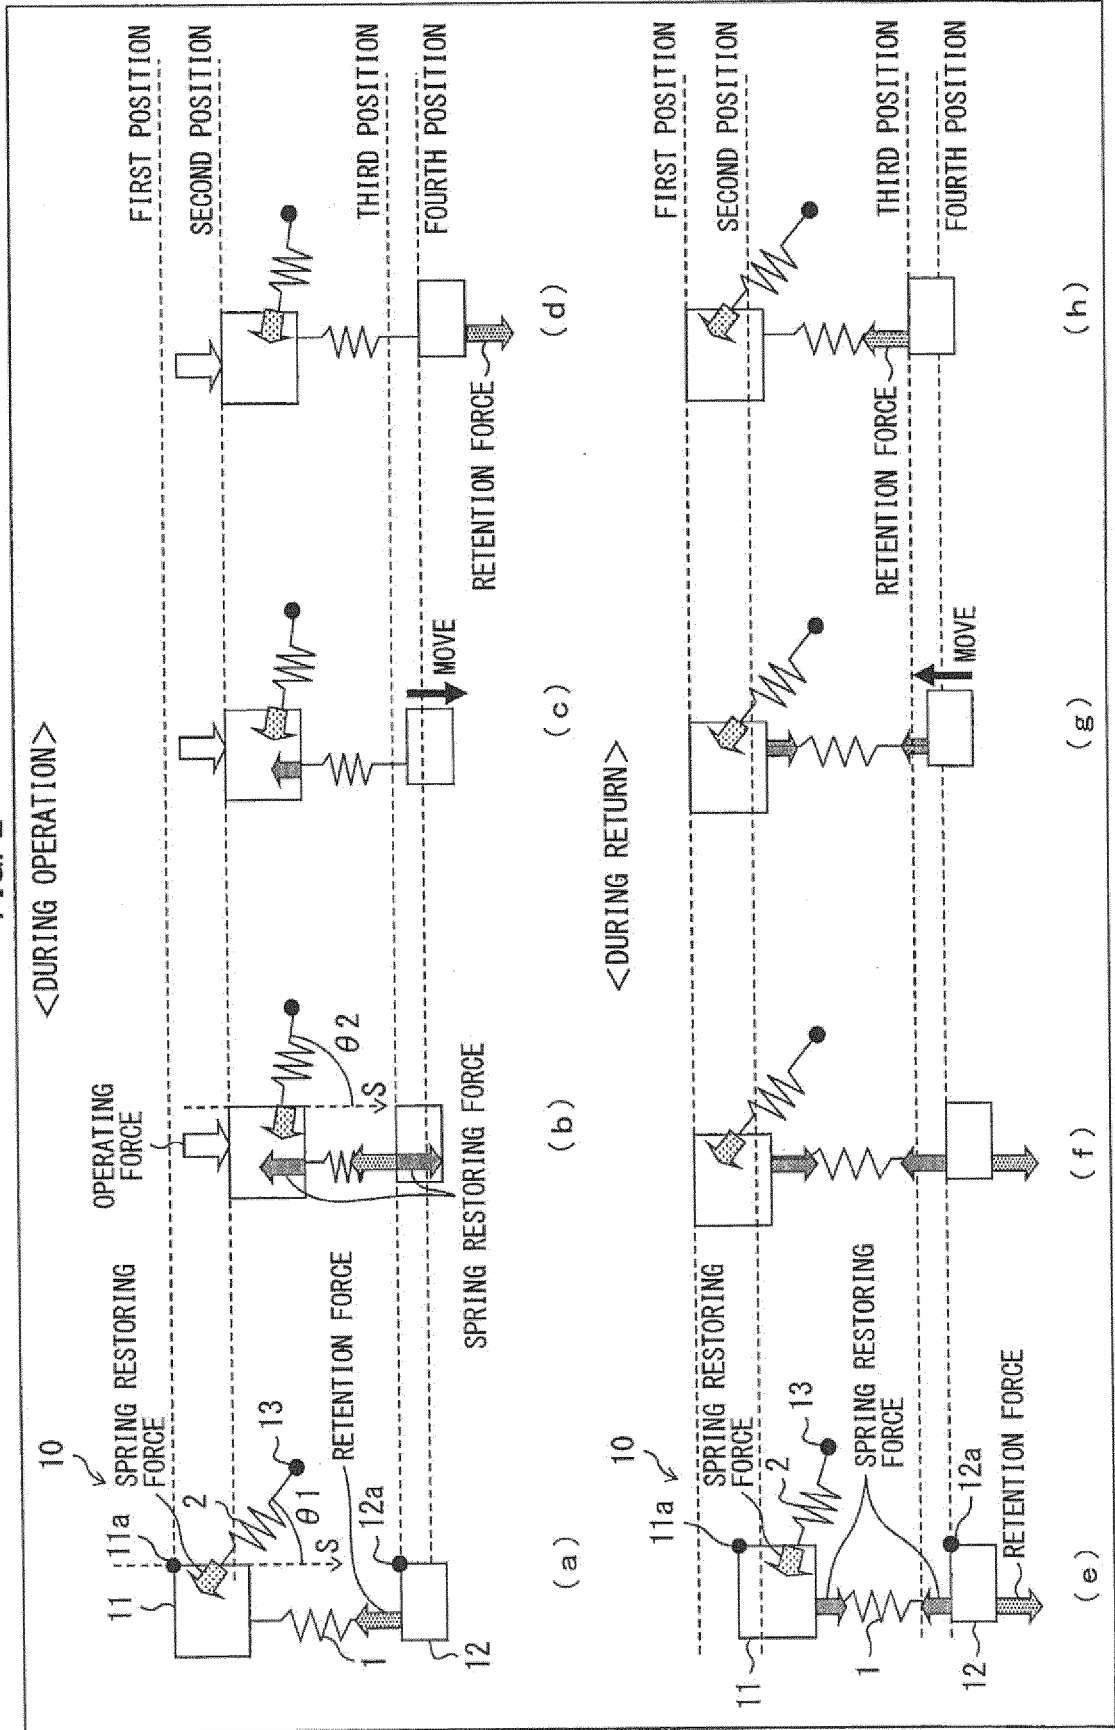 <DURING OPERATION>
10
11a
11
SPRING RESTORING
FORCE
2
13
θ1
S
RETENTION FORCE
12a
1
12
(a)
OPERATING
FORCE
θ2
S
SPRING RESTORING FORCE
(b)
MOVE
(c)
RETENTION FORCE
(d)
FIRST POSITION
SECOND POSITION
THIRD POSITION
FOURTH POSITION
<DURING RETURN>
10
11a
11
SPRING RESTORING
FORCE
2
13
SPRING RESTORING
FORCE
1
12a
12
RETENTION FORCE
(e)
(f)
MOVE
(g)
RETENTION FORCE
(h)
FIRST POSITION
SECOND POSITION
THIRD POSITION
FOURTH POSITION